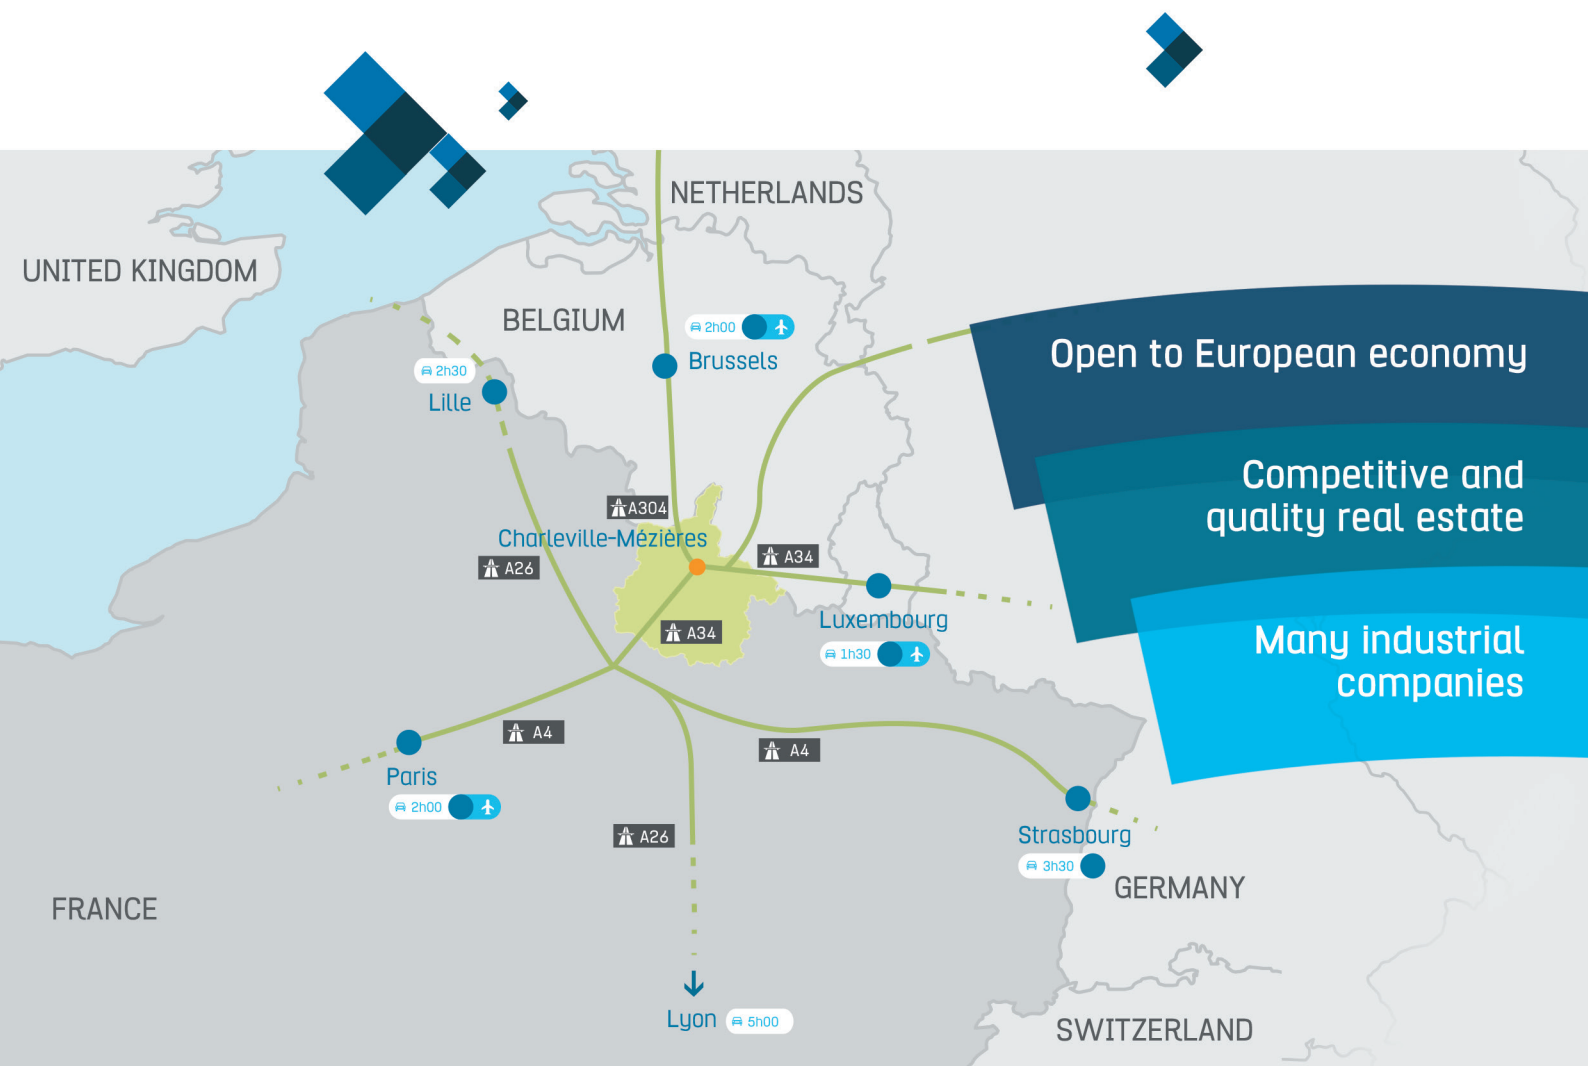 NETHERLANDS
UNITED KINGDOM
BELGIUM
2h00
Brussels
Open to European economy
2h30
Lille
Competitive and
quality real estate
A304
Charleville-Mézières
A34
A26
Luxembourg
A34
1h30
Many industrial
companies
A4
A4
Paris
2h00
A26
Strasbourg
3h30
GERMANY
FRANCE
Lyon
5h00
SWITZERLAND